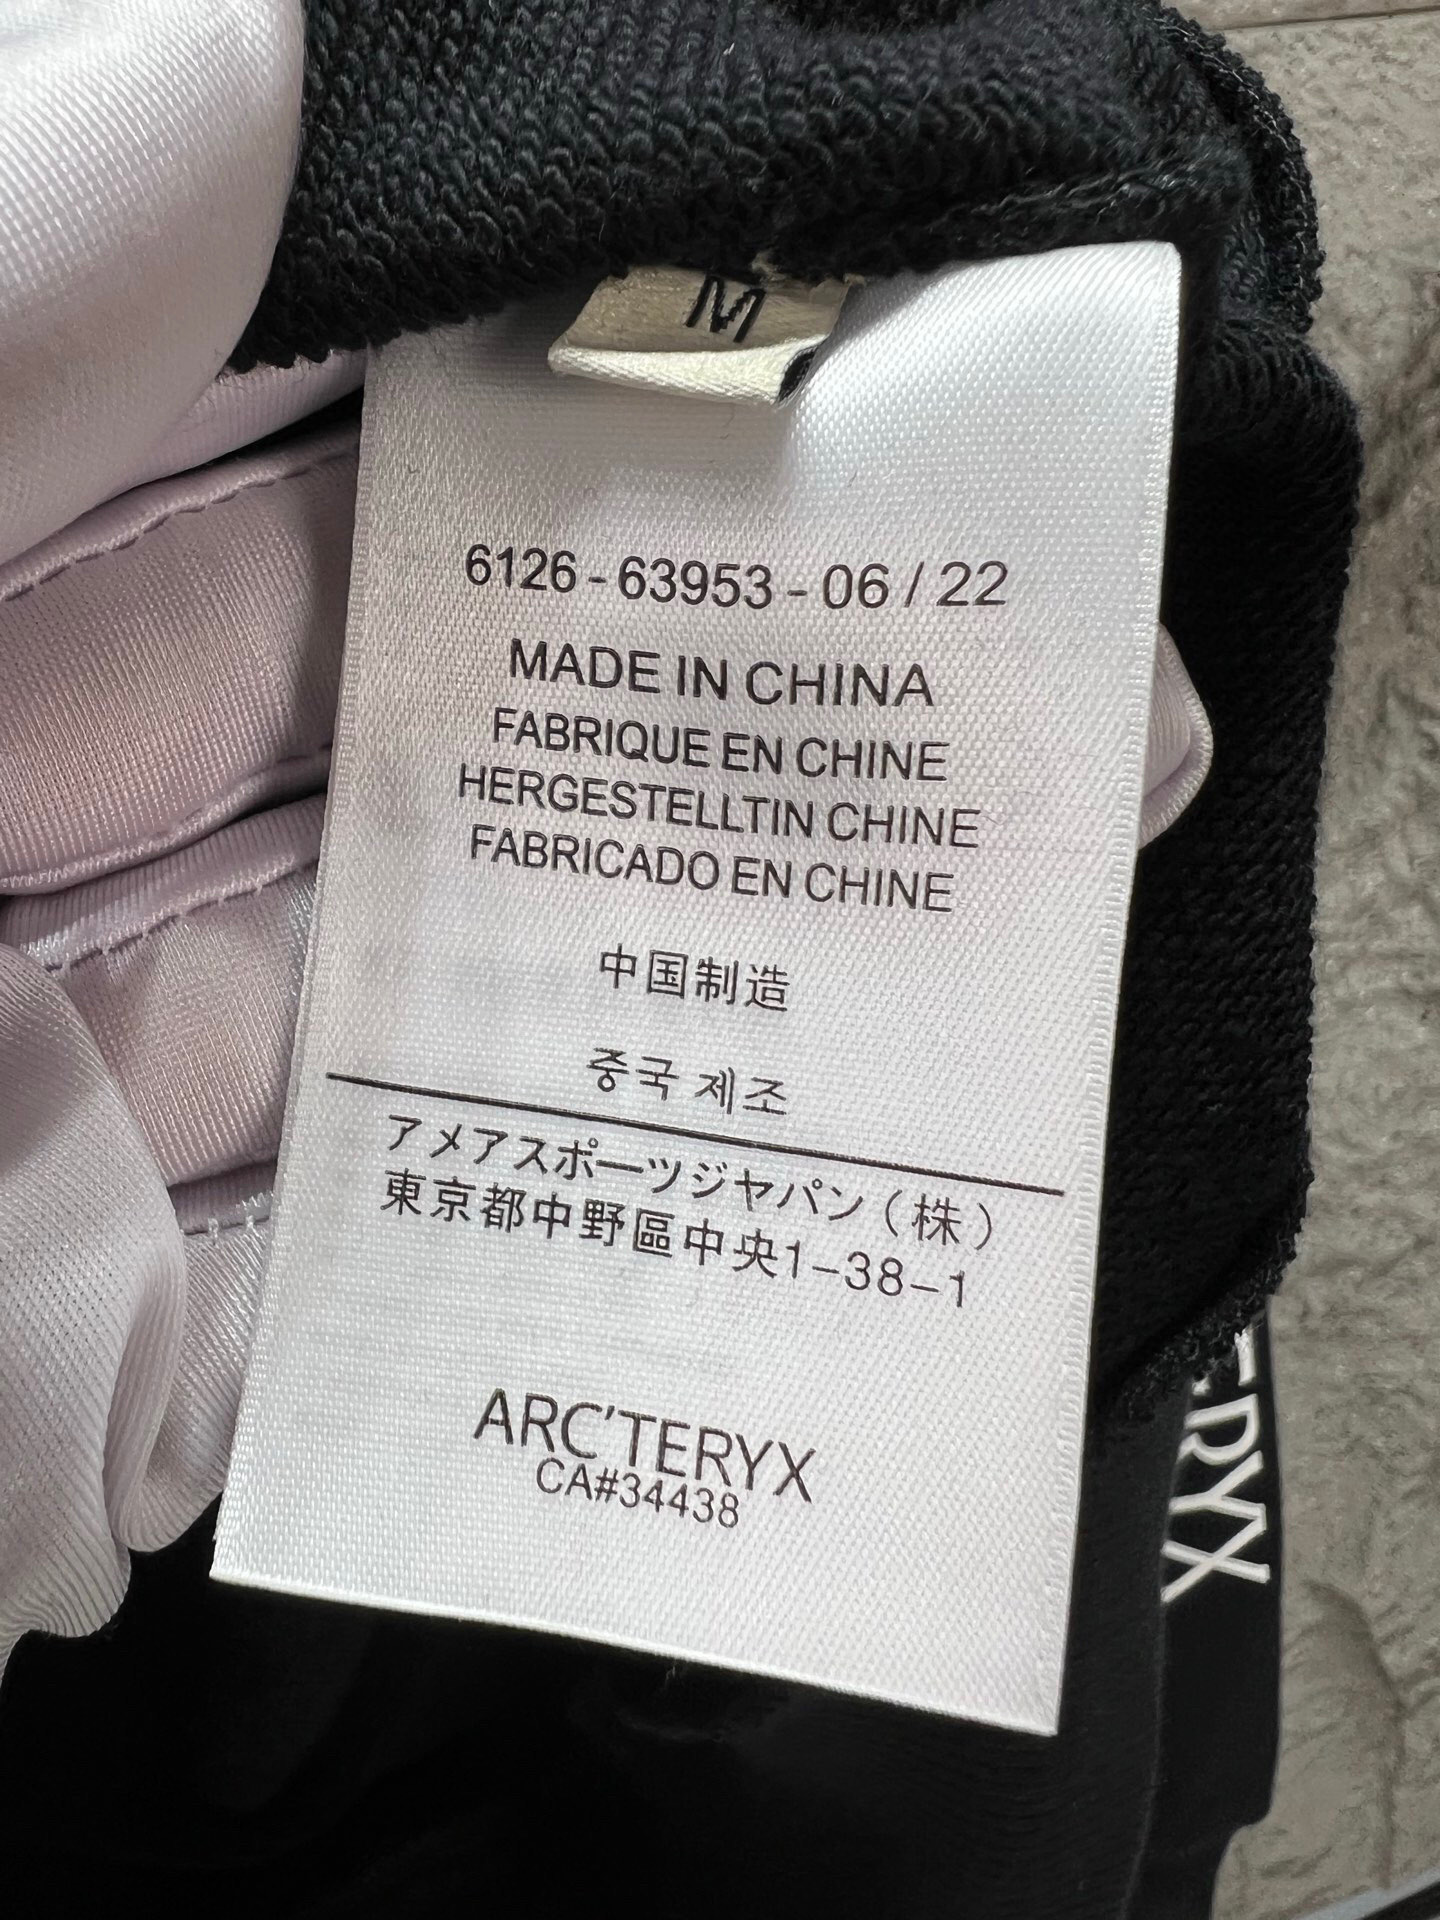 M
6126-63953-06/22
MADE IN CHINA
FABRIQUE EN CHINE
HERGESTELLTIN CHINE
FABRICADO EN CHINE
中国制造
중국 제조
アメアスポーツジヤパン（株）
東京都中野區中央1-38-1
ARC'TERYX
CA#34438
ERYX